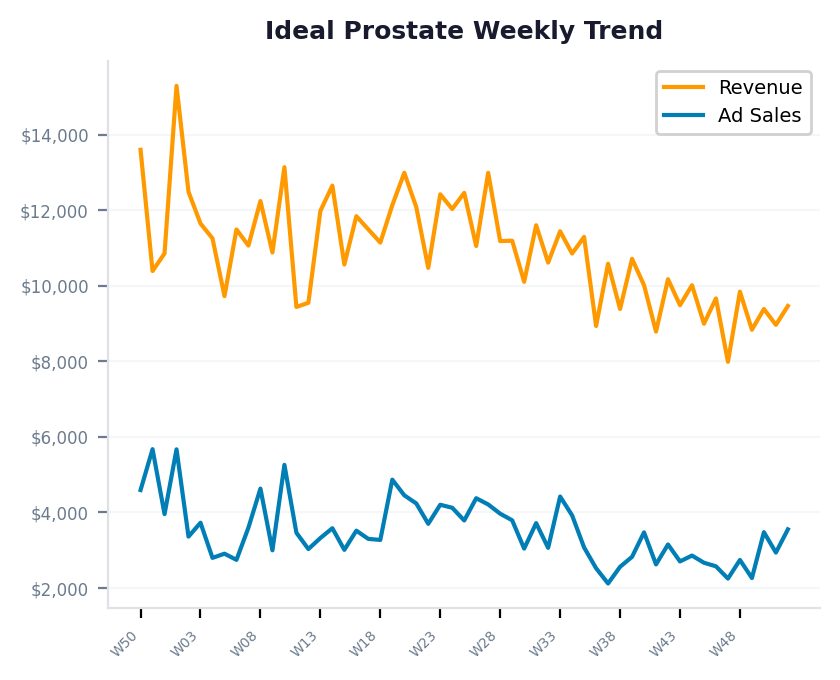 Ideal Prostate Weekly Trend
Revenue
Ad Sales
$14,000
$12,000
$10,000
$8,000
$6,000
$4,000
$2,000
W50
W03
W08
W13
W18
W23
W28
W33
W38
W43
W48